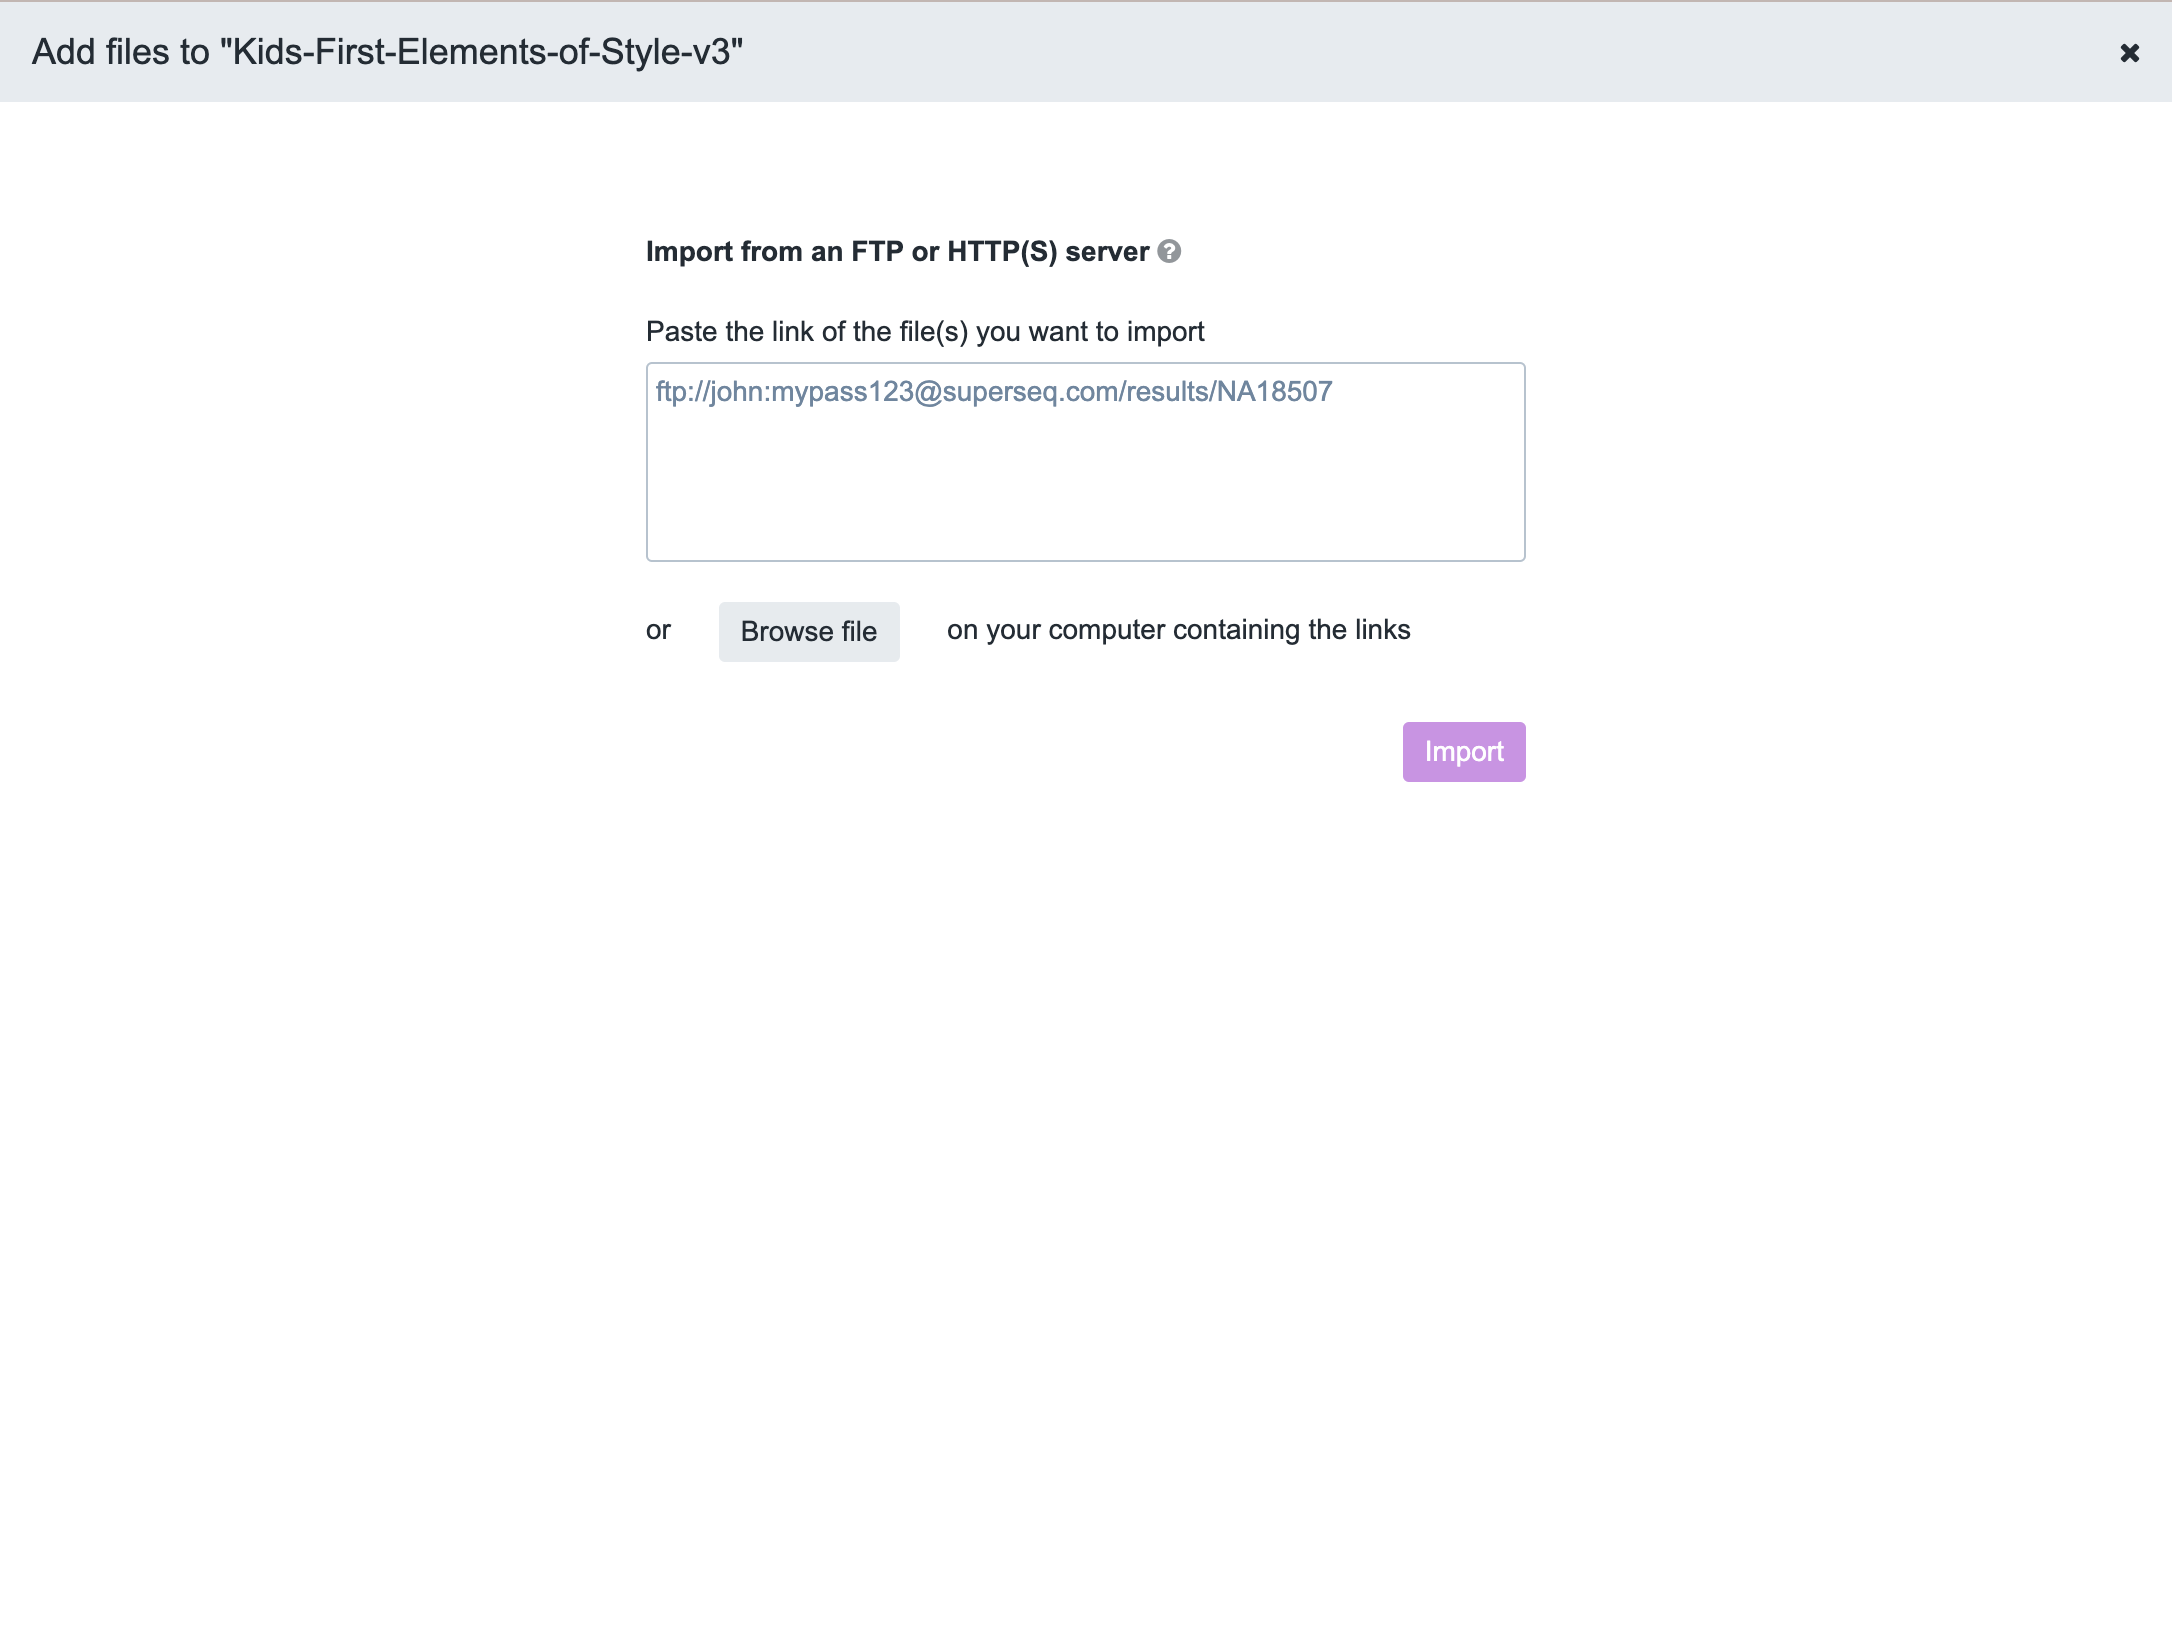 Add files to "Kids-First-Elements-of-Style-v3"
Import from an FTP or HTTP(S) server
Paste the link of the file(s) you want to import
ftp://john:mypass123@superseq.com/results/NA18507
or Browse file on your computer containing the links
Import